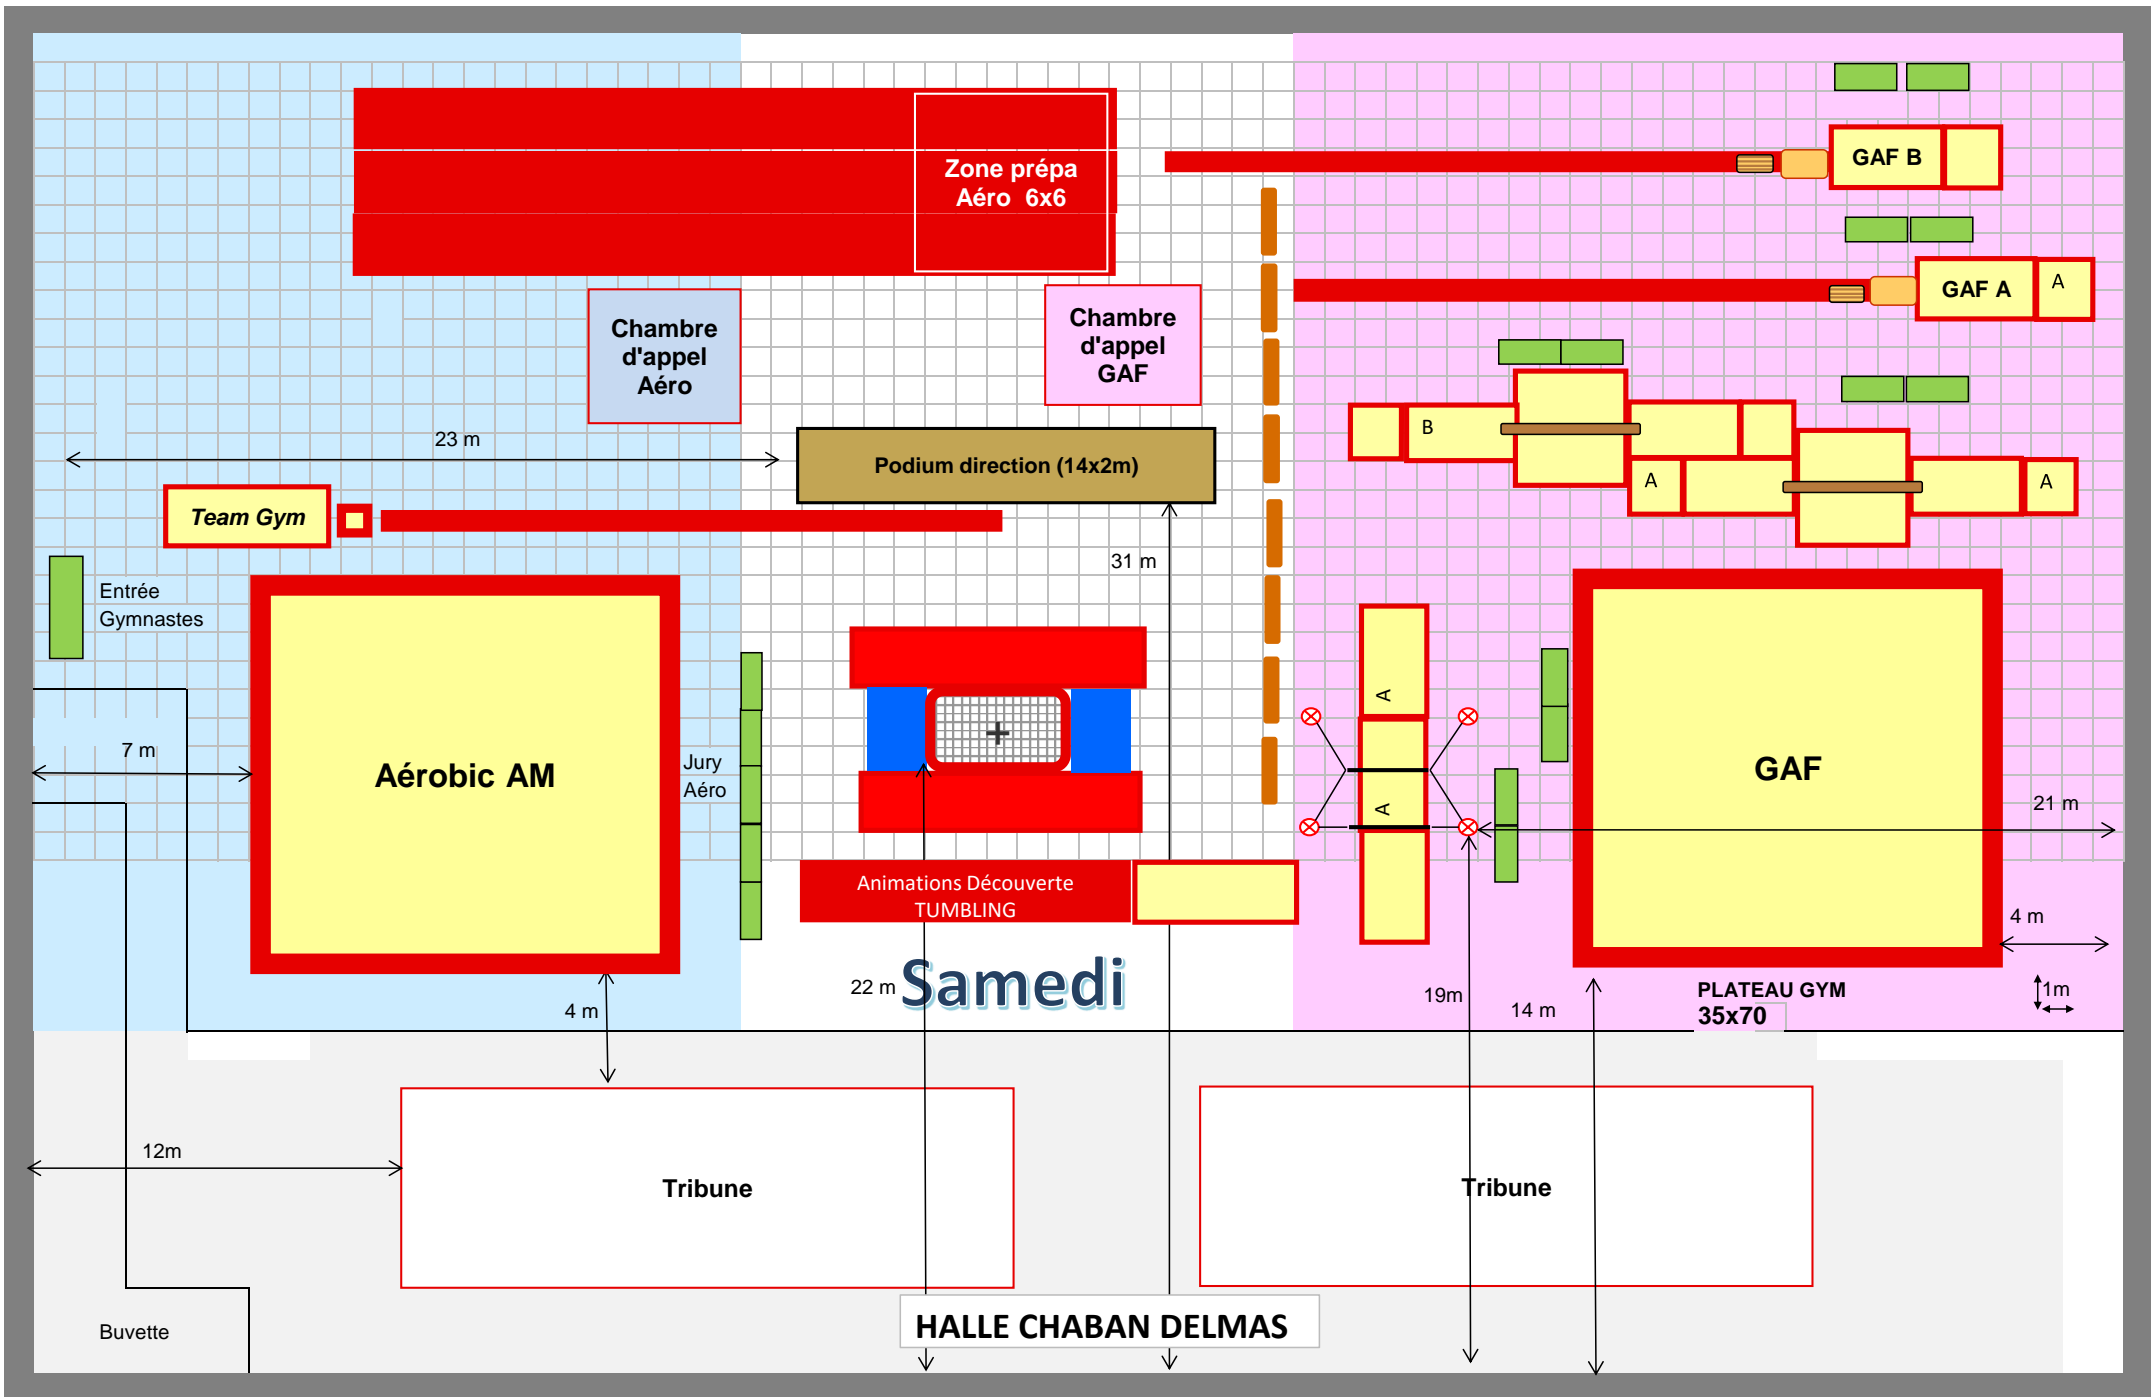 Zone prépa
Aéro 6x6
GAF B
GAF A
A
Chambre
d'appel
Aéro
Chambre
d'appel
GAF
23 m
Podium direction (14x2m)
B
A
A
Team Gym
31 m
Entrée
Gymnastes
7 m
Aérobic AM
Jury
Aéro
A
A
GAF
21 m
Animations Découverte
TUMBLING
4 m
Samedi
22 m
4 m
19m
14 m
PLATEAU GYM
35x70
1m
12m
Tribune
Tribune
Buvette
HALLE CHABAN DELMAS